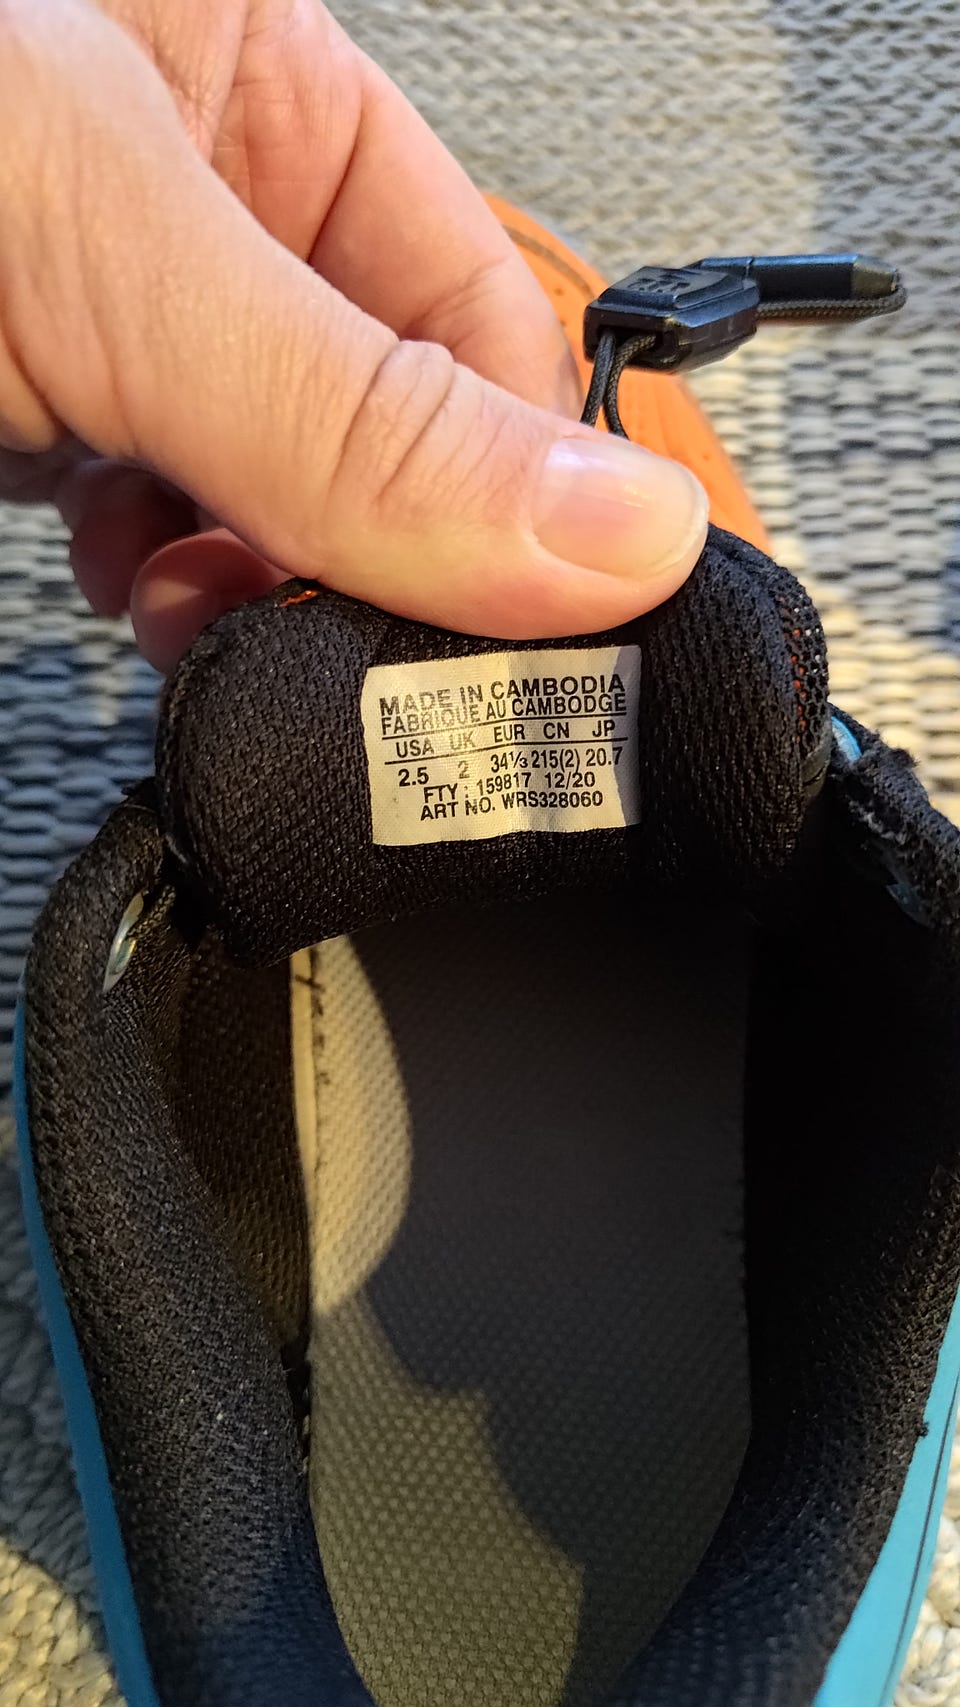 MADE IN CAMBODIA
FABRIQUE AU CAMBODGE
USA UK EUR CN JP
2.5 2 34⅓ 215(2) 20.7
FTY : 159817 12/20
ART NO. WRS328060